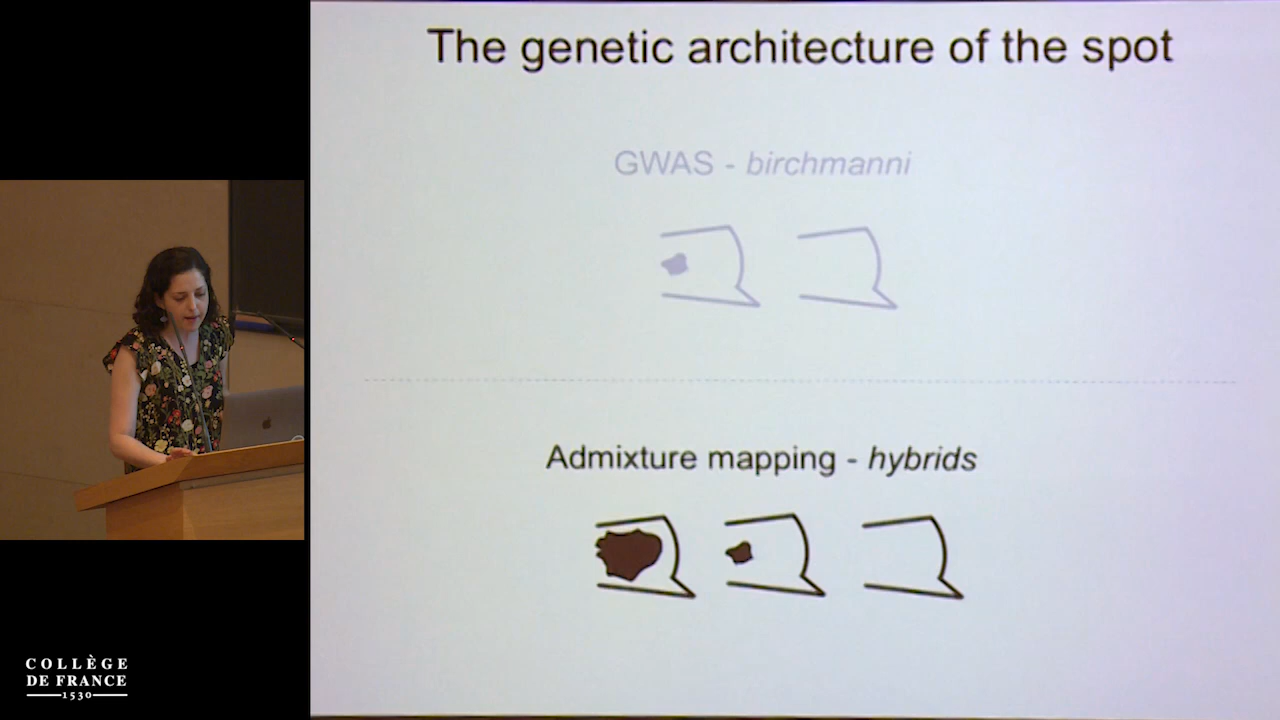 The genetic architecture of the spot
GWAS - birchmanni
Admixture mapping - hybrids
COLLÈGE
DE FRANCE
1530